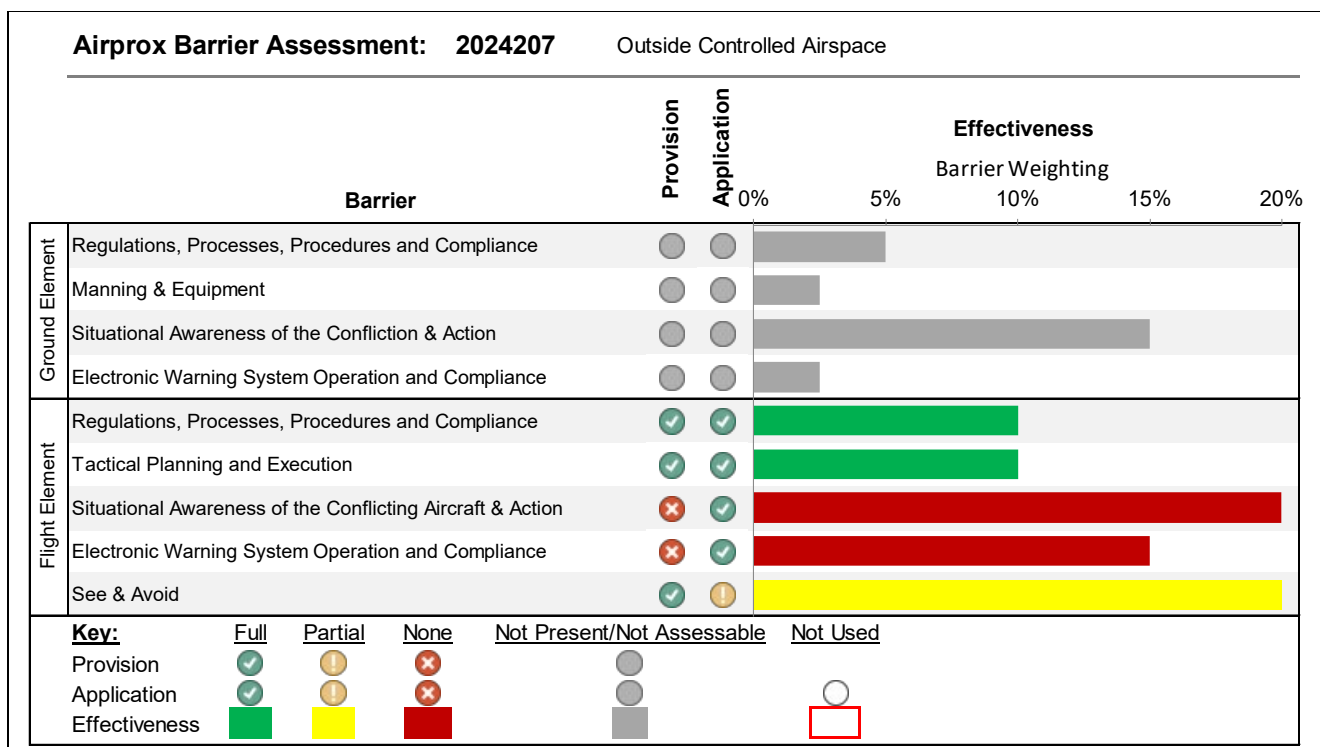 Airprox Barrier Assessment: 2024207 Outside Controlled Airspace
Provision
Application
Effectiveness
Barrier Weighting
Barrier
0% 5% 10% 15% 20%
Ground Element
Regulations, Processes, Procedures and Compliance
Manning & Equipment
Situational Awareness of the Confliction & Action
Electronic Warning System Operation and Compliance
Flight Element
Regulations, Processes, Procedures and Compliance
Tactical Planning and Execution
Situational Awareness of the Conflicting Aircraft & Action
Electronic Warning System Operation and Compliance
See & Avoid
Key: Full Partial None Not Present/Not Assessable Not Used
Provision
Application
Effectiveness